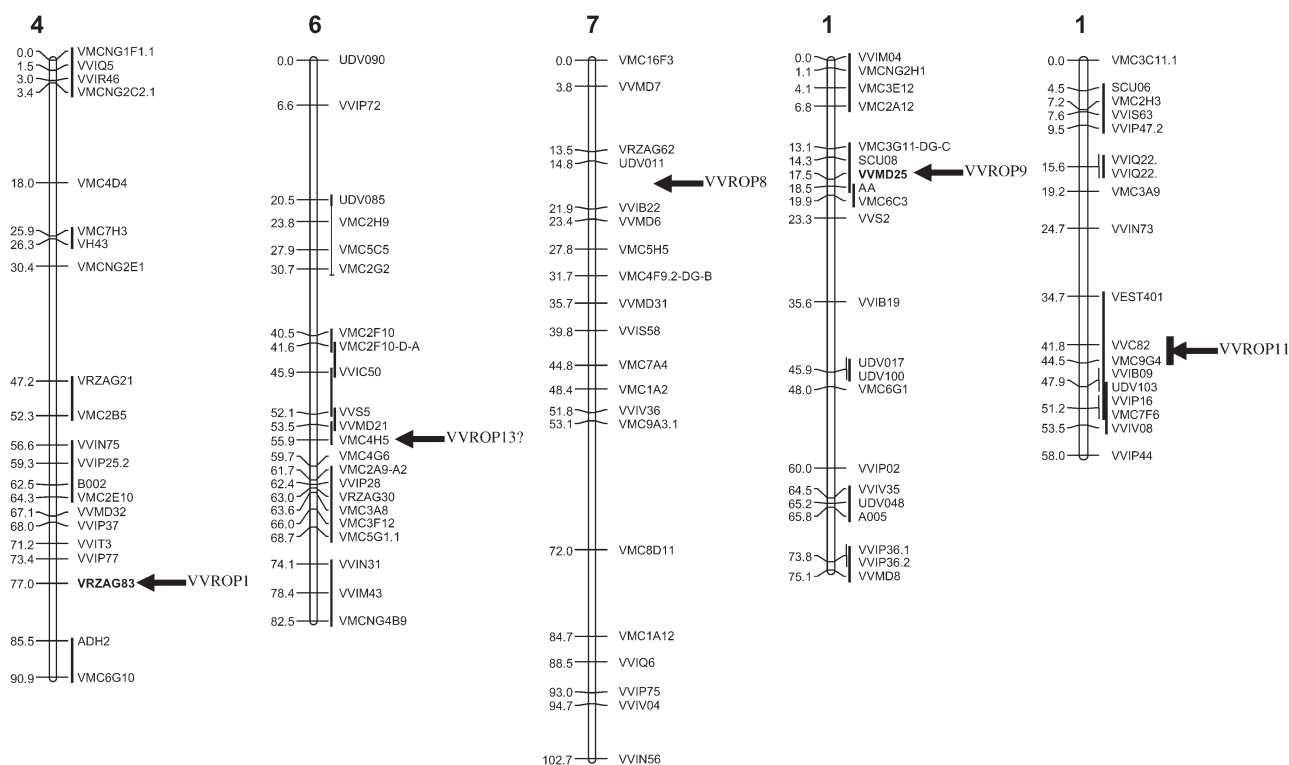 4
0.0 VMCNG1F1.1
1.5 VVIQ5
3.0 VVIR46
3.4 VMCNG2C2.1
18.0 VMC4D4
25.9 VMC7H3
26.3 VH43
30.4 VMCNG2E1
47.2 VRZAG21
52.3 VMC2B5
56.6 VVIN75
59.3 VVIP25.2
62.5 B002
64.3 VMC2E10
67.1 VVMD32
68.0 VVIP37
71.2 VVIT3
73.4 VVIP77
77.0 VRZAG83 VVROP1
85.5 ADH2
90.9 VMC6G10
6
0.0 UDV090
6.6 VVIP72
20.5 UDV085
23.8 VMC2H9
27.9 VMC5C5
30.7 VMC2G2
40.5 VMC2F10
41.6 VMC2F10-D-A
45.9 VVIC50
52.1 VVS5
53.5 VVMD21
55.9 VMC4H5 VVROP13?
59.7 VMC4G6
61.7 VMC2A9-A2
62.4 VVIP28
63.0 VRZAG30
63.6 VMC3A8
66.0 VMC3F12
68.7 VMC5G1.1
74.1 VVIN31
78.4 VVIM43
82.5 VMCNG4B9
7
0.0 VMC16F3
3.8 VVMD7
13.5 VRZAG62
14.8 UDV011
VVROP8
21.9 VVIB22
23.4 VVMD6
27.8 VMC5H5
31.7 VMC4F9.2-DG-B
35.7 VVMD31
39.8 VVIS58
44.8 VMC7A4
48.4 VMC1A2
51.8 VVIV36
53.1 VMC9A3.1
72.0 VMC8D11
84.7 VMC1A12
88.5 VVIQ6
93.0 VVIP75
94.7 VVIV04
102.7 VVIN56
1
0.0 VVIM04
1.1 VMCNG2H1
4.1 VMC3E12
6.8 VMC2A12
13.1 VMC3G11-DG-C
14.3 SCU08
17.5 VVMD25 VVROP9
18.5 AA
19.9 VMC6C3
23.3 VVS2
35.6 VVIB19
45.9 UDV017
UDV100
48.0 VMC6G1
60.0 VVIP02
64.5 VVIV35
65.2 UDV048
65.8 A005
73.8 VVIP36.1
VVIP36.2
75.1 VVMD8
1
0.0 VMC3C11.1
4.5 SCU06
7.2 VMC2H3
7.6 VVIS63
9.5 VVIP47.2
15.6 VVIQ22.
VVIQ22.
19.2 VMC3A9
24.7 VVIN73
34.7 VEST401
41.8 VVC82
VVROP11
44.5 VMC9G4
47.9 VVIB09
UDV103
51.2 VVIP16
VMC7F6
53.5 VVIV08
58.0 VVIP44